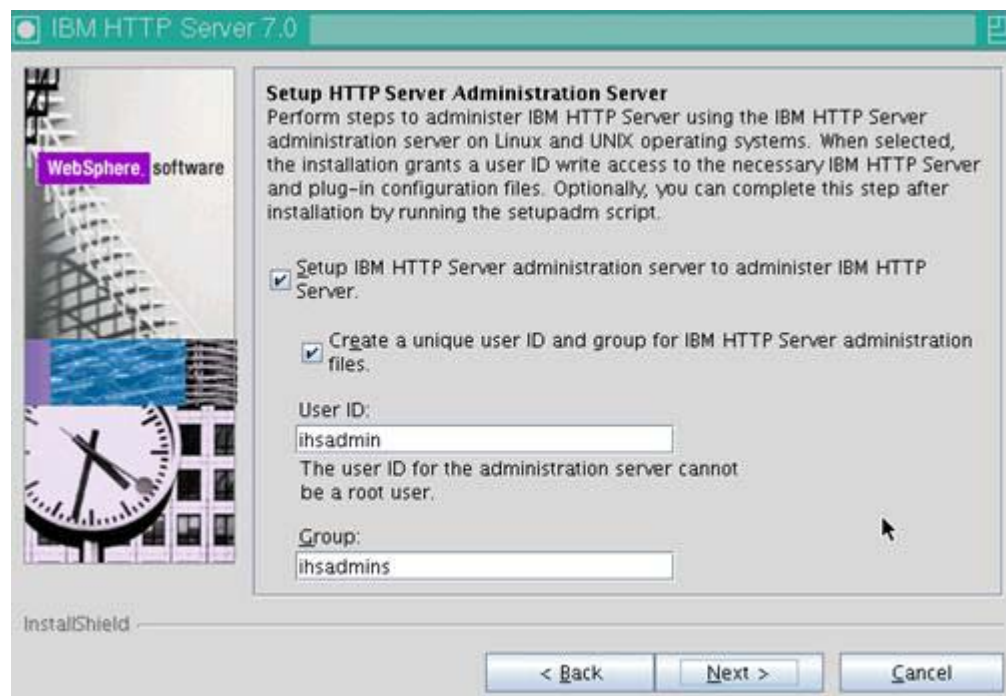 IBM HTTP Server 7.0
WebSphere. software
Setup HTTP Server Administration Server
Perform steps to administer IBM HTTP Server using the IBM HTTP Server
administration server on Linux and UNIX operating systems. When selected,
the installation grants a user ID write access to the necessary IBM HTTP Server
and plug-in configuration files. Optionally, you can complete this step after
installation by running the setupadm script.
Setup IBM HTTP Server administration server to administer IBM HTTP
Server.
Create a unique user ID and group for IBM HTTP Server administration
files.
User ID:
ihsadmin
The user ID for the administration server cannot
be a root user.
Group:
ihsadmins
InstallShield
< Back
Next >
Cancel